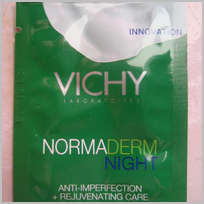 INNOVATION
VICHY
LABORATOIRES
NORMADERM
NIGHT
ANTI-IMPERFECTION
+ REJUVENATING CARE